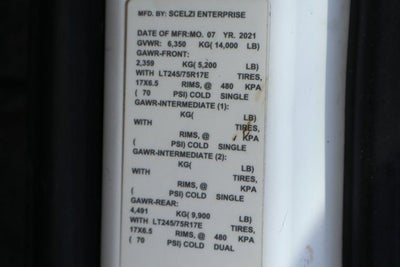 MFD. BY: SCELZI ENTERPRISE
DATE OF MFR:MO. 07 YR. 2021
GVWR: 6,350 KG( 14,000 LB)
GAWR-FRONT:
2,359 KG( 5,200 LB)
WITH LT245/75R17E TIRES,
17X6.5 RIMS, @ 480 KPA
( 70 PSI) COLD SINGLE
GAWR-INTERMEDIATE (1):
KG( LB)
WITH TIRES,
RIMS, @ KPA
( PSI) COLD SINGLE
GAWR-INTERMEDIATE (2):
KG( LB)
WITH TIRES,
RIMS, @ KPA
( PSI) COLD SINGLE
GAWR-REAR:
4,491 KG( 9,900 LB)
WITH LT245/75R17E TIRES,
17X6.5 RIMS, @ 480 KPA
( 70 PSI) COLD DUAL